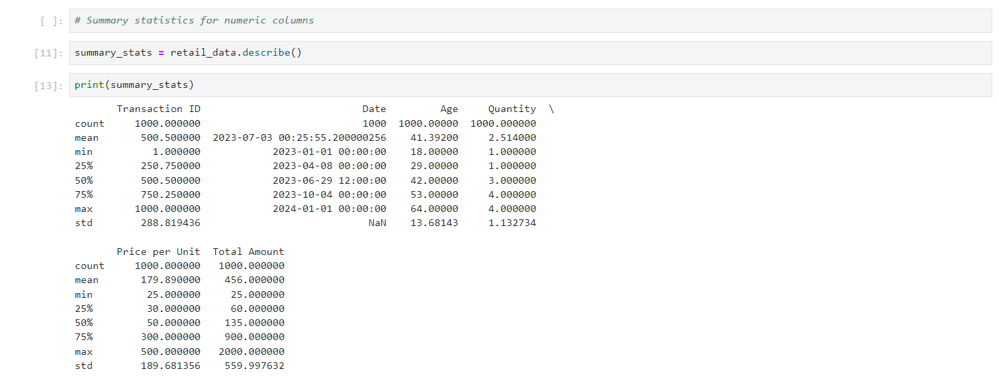 [ ]: # Summary statistics for numeric columns
[11]: summary_stats = retail_data.describe()
[13]: print(summary_stats)
       Transaction ID                           Date         Age     Quantity  \
count     1000.000000                           1000  1000.00000  1000.000000
mean       500.500000  2023-07-03 00:25:55.200000256    41.39200     2.514000
min          1.000000            2023-01-01 00:00:00    18.00000     1.000000
25%        250.750000            2023-04-08 00:00:00    29.00000     1.000000
50%        500.500000            2023-06-29 12:00:00    42.00000     3.000000
75%        750.250000            2023-10-04 00:00:00    53.00000     4.000000
max       1000.000000            2024-01-01 00:00:00    64.00000     4.000000
std        288.819436                            NaN    13.68143     1.132734
       Price per Unit  Total Amount
count     1000.000000   1000.000000
mean       179.890000    456.000000
min         25.000000     25.000000
25%         30.000000     60.000000
50%         50.000000    135.000000
75%        300.000000    900.000000
max        500.000000   2000.000000
std        189.681356    559.997632